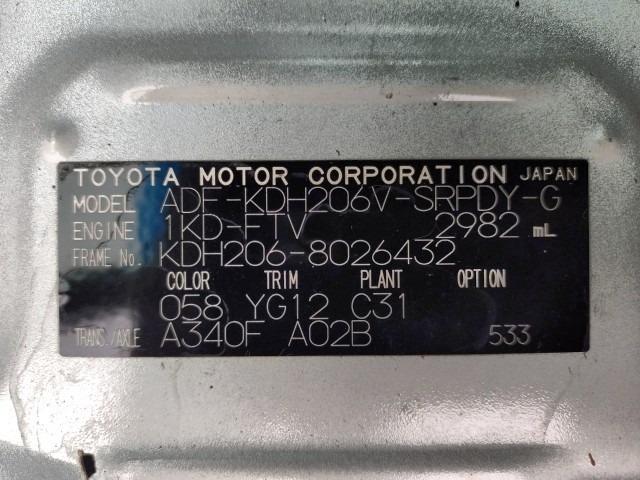 TOYOTA MOTOR CORPORATION JAPAN
MODEL ADF-KDH206V-SRPDY-G
ENGINE 1KD-FTV 2982 mL
FRAME No. KDH206-8026432
COLOR TRIM PLANT OPTION
058 YG12 C31
TRANS./AXLE A340F A02B 533